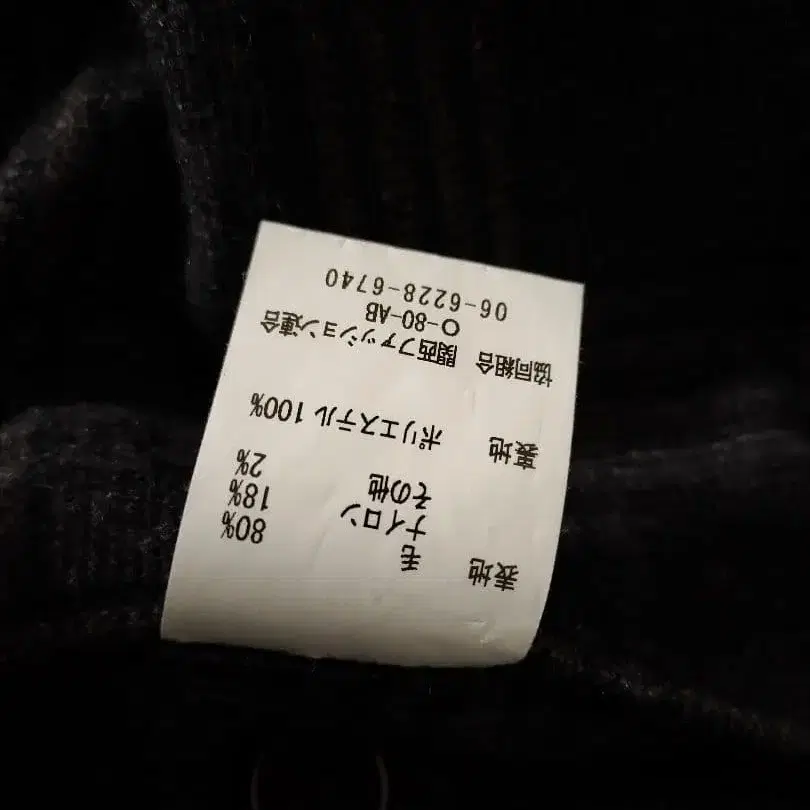 表地 毛 80%
ナイロン 18%
その他 2%
裏地 ポリエステル 100%
協同組合 関西ファッション連合
O-80-AB
06-6228-6740